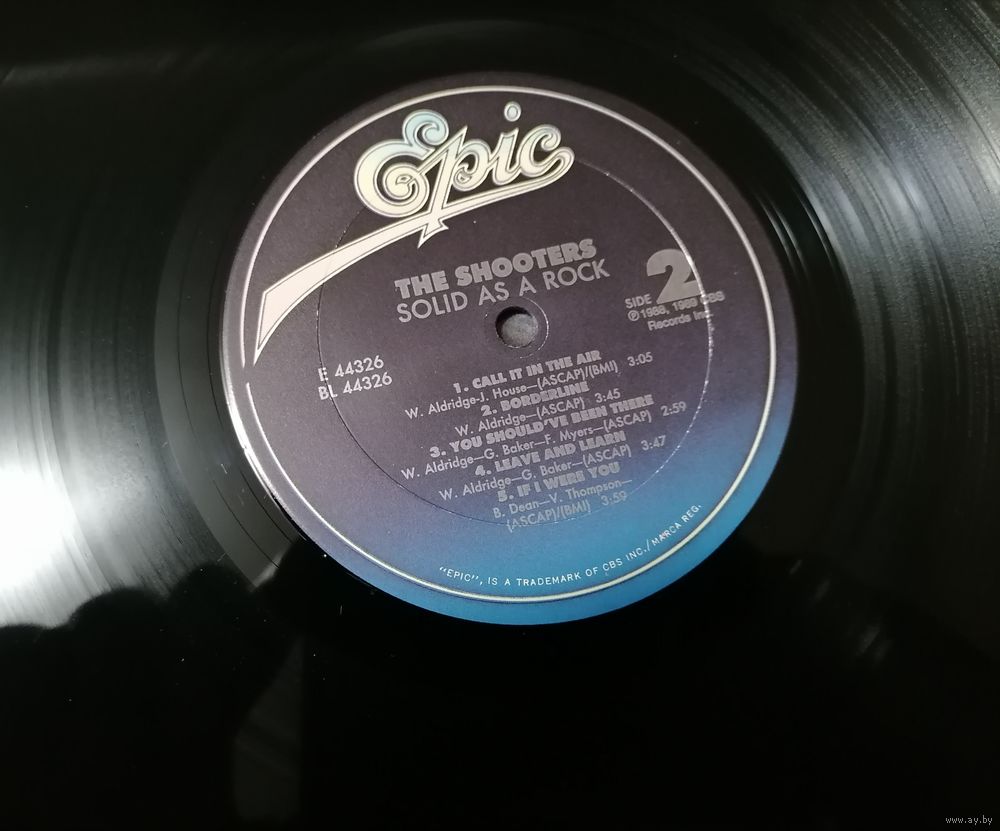 Epic
THE SHOOTERS
SOLID AS A ROCK
SIDE 2
℗1988, 1989 CBS
Records Inc.
E 44326
BL 44326
1. CALL IT IN THE AIR
W. Aldridge-J. House—(ASCAP)/(BMI) 3:05
2. BORDERLINE
W. Aldridge—(ASCAP) 3:45
3. YOU SHOULD'VE BEEN THERE
W. Aldridge—G. Baker—F. Myers—(ASCAP) 2:59
4. LEAVE AND LEARN
W. Aldridge—G. Baker—(ASCAP) 3:47
5. IF I WERE YOU
B. Dean—V. Thompson—
(ASCAP)/(BMI) 3:59
"EPIC", IS A TRADEMARK OF CBS INC./MARCA REG.
www.ay.by